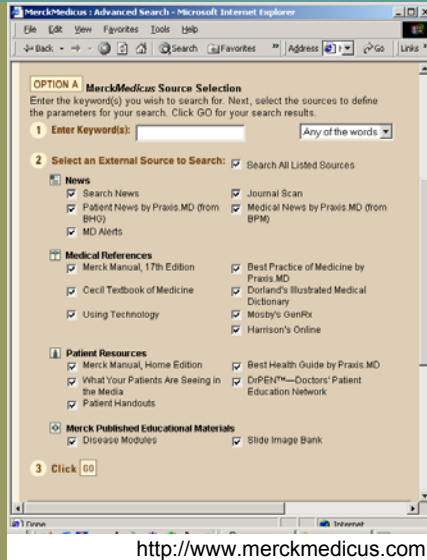 MerckMedicus : Advanced Search - Microsoft Internet Explorer
File Edit View Favorites Tools Help
Back Search Favorites » Address Go Links »
OPTION A MerckMedicus Source Selection
Enter the keyword(s) you wish to search for. Next, select the sources to define
the parameters for your search. Click GO for your search results.
1 Enter Keyword(s): Any of the words
2 Select an External Source to Search: Search All Listed Sources
News
Search News Journal Scan
Patient News by Praxis.MD (from Medical News by Praxis.MD (from
BHG) BPM)
MD Alerts
Medical References
Merck Manual, 17th Edition Best Practice of Medicine by
Praxis.MD
Cecil Textbook of Medicine Dorland's Illustrated Medical
Dictionary
Using Technology Mosby's GenRx
Harrison's Online
Patient Resources
Merck Manual, Home Edition Best Health Guide by Praxis.MD
What Your Patients Are Seeing in DrPEN™—Doctors' Patient
the Media Education Network
Patient Handouts
Merck Published Educational Materials
Disease Modules Slide Image Bank
3 Click GO
Done Internet
http://www.merckmedicus.com